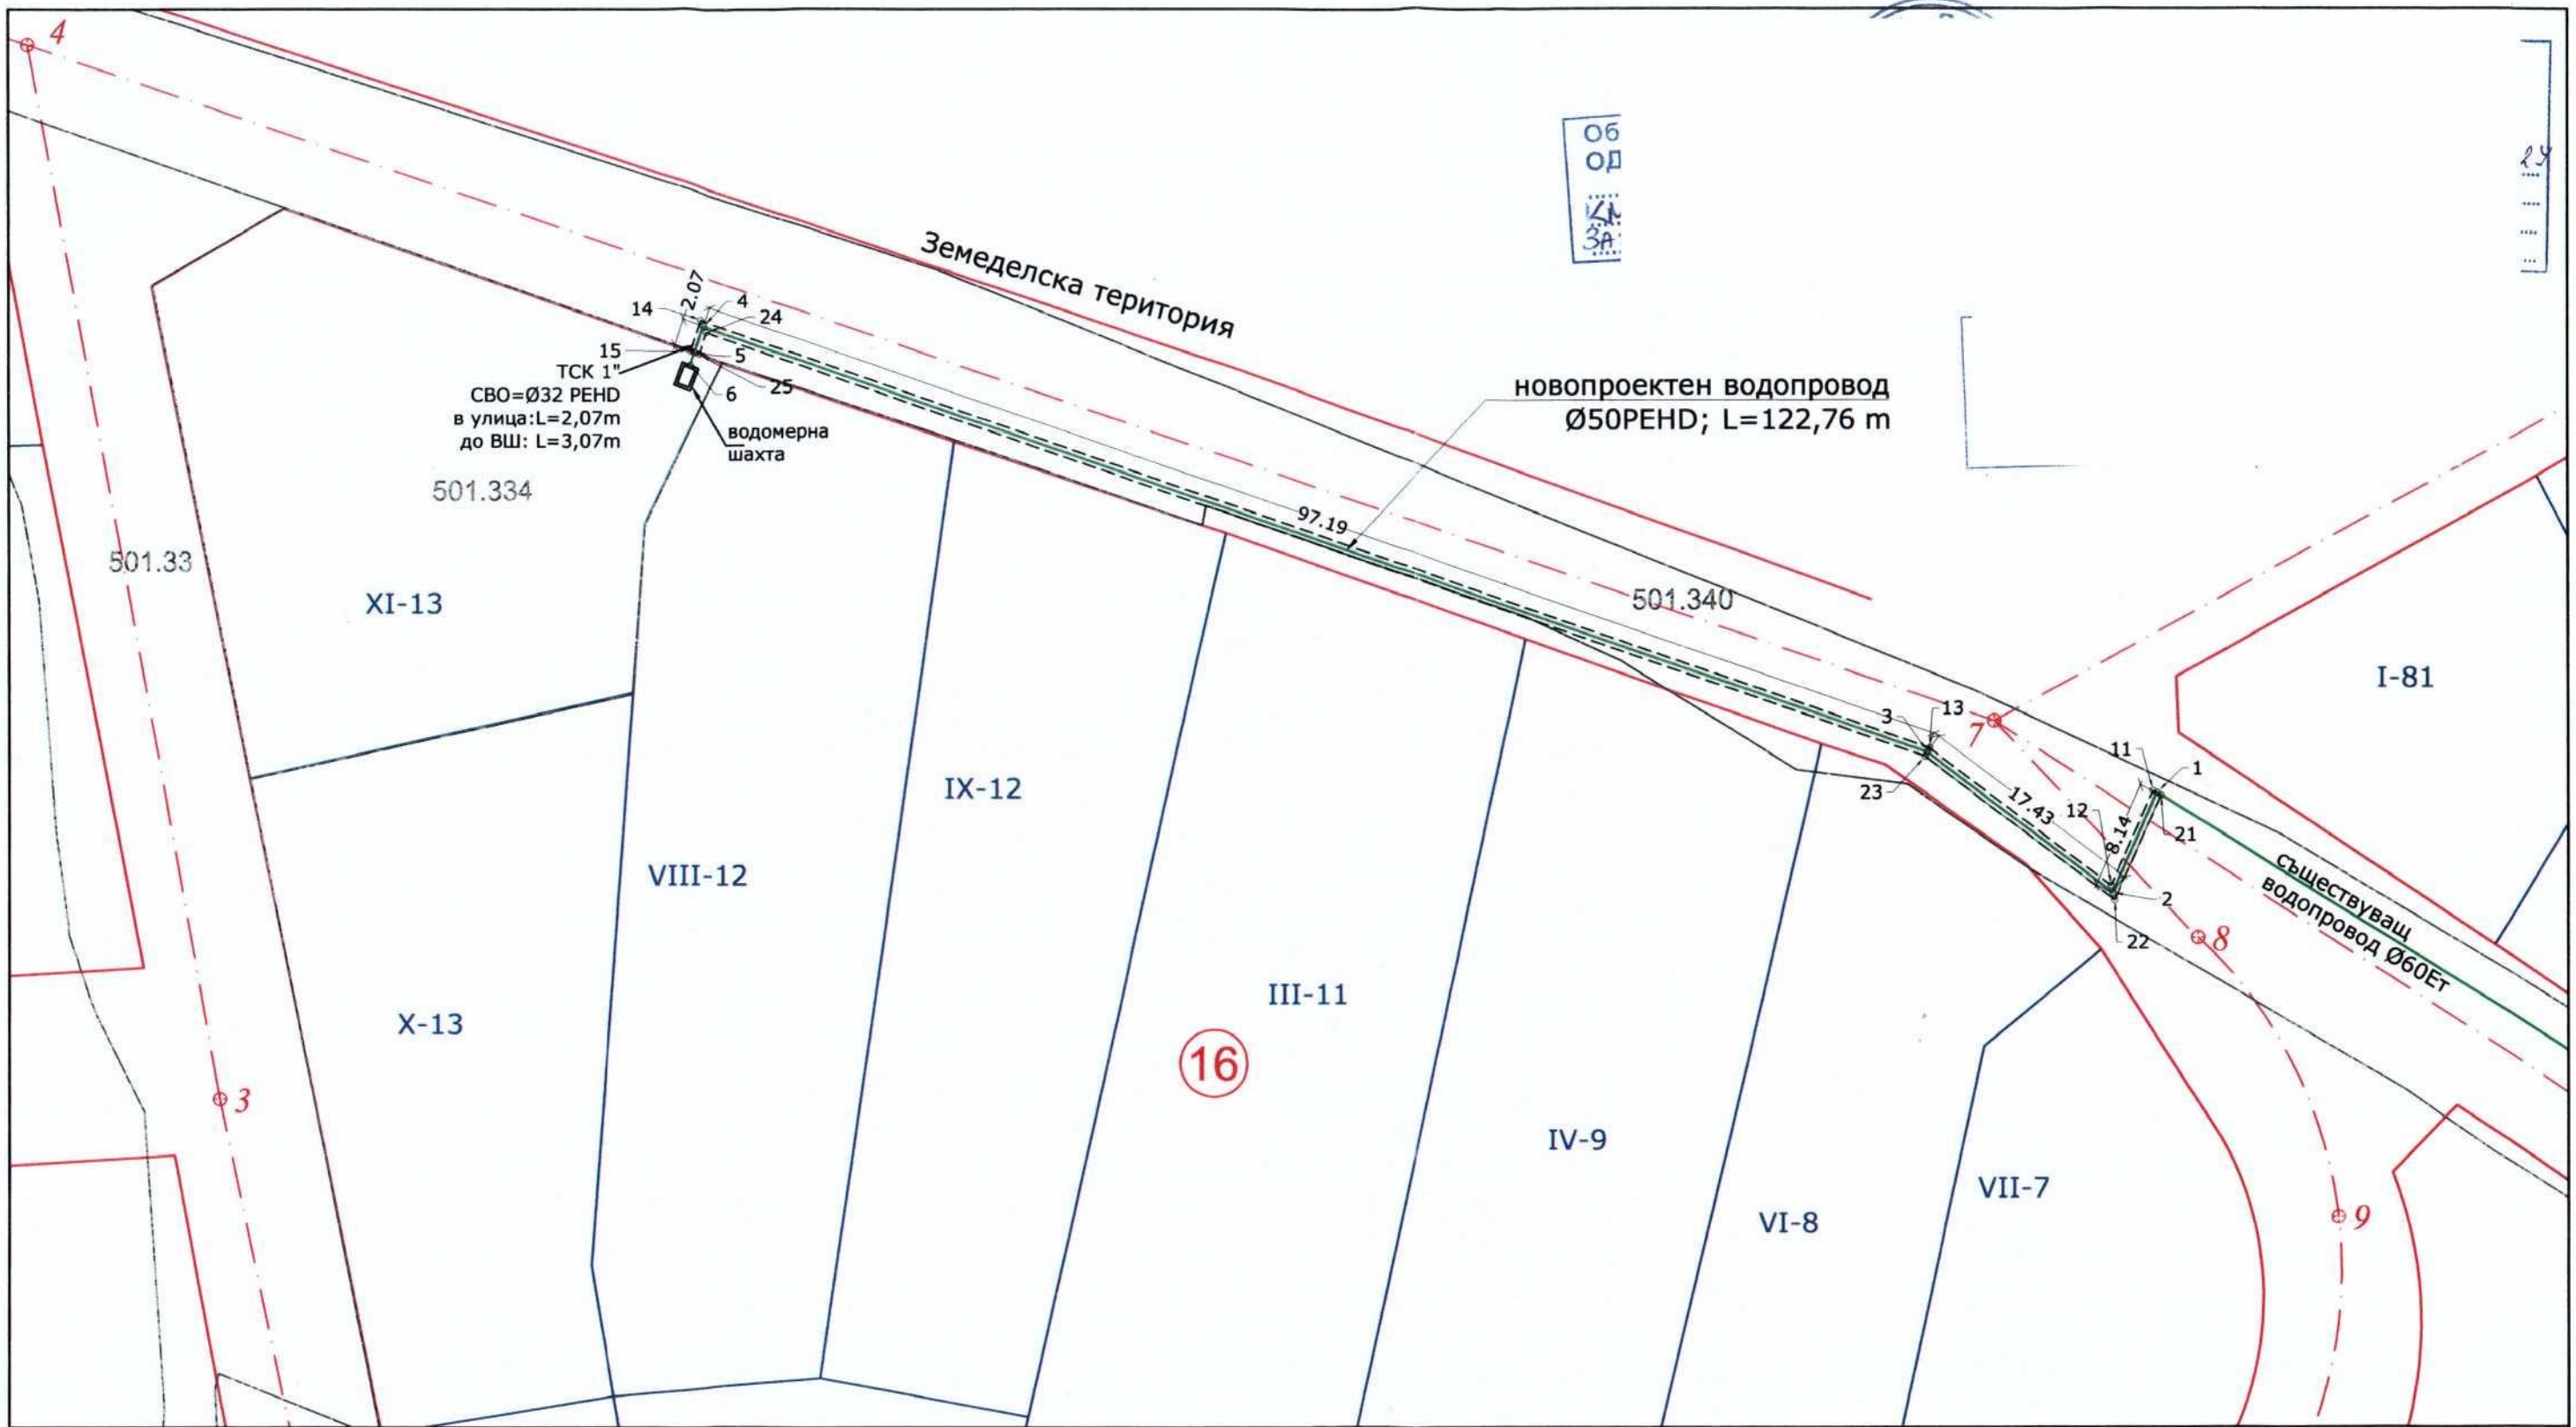 4
Об
ОД
ЗА
Земеделска територия
2.07
4
14
24
15
5
ТСК 1"
25
6
СВО=Ø32 PEHD
в улица:L=2,07m
до ВШ: L=3,07m
водомерна
шахта
новопроектен водопровод
Ø50PEHD; L=122,76 m
501.334
97.19
501.33
XI-13
501.340
I-81
3
13
7
11
1
IX-12
23
17.43
12
8.14
21
VIII-12
съществуващ
водопровод Ø60Ет
2
22
8
III-11
X-13
16
3
IV-9
VII-7
VI-8
9